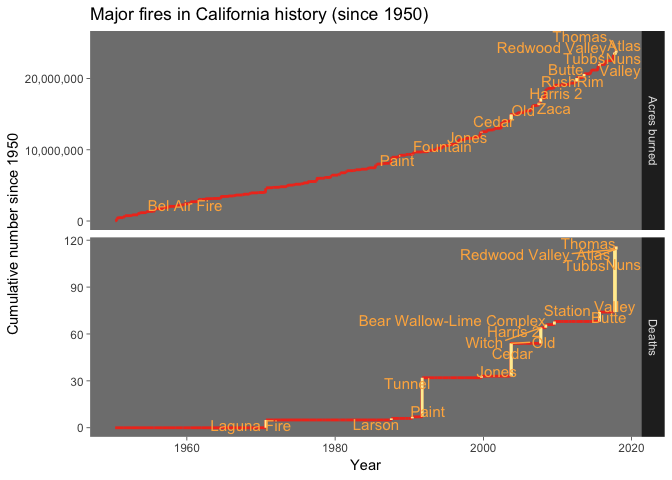 Major fires in California history (since 1950)
Cumulative number since 1950
20,000,000
10,000,000
0
Thomas
Redwood Valley Atlas
Tubbs Nuns
Butte Valley
Rush Rim
Harris 2
Old Zaca
Cedar
Jones
Fountain
Paint
Bel Air Fire
Acres burned
120
90
60
30
0
Thomas
Redwood Valley Atlas
Tubbs Nuns
Station Valley
Bear Wallow-Lime Complex Butte
Harris 2
Witch Old
Cedar
Jones
Tunnel
Paint
Laguna Fire Larson
Deaths
1960 1980 2000 2020
Year